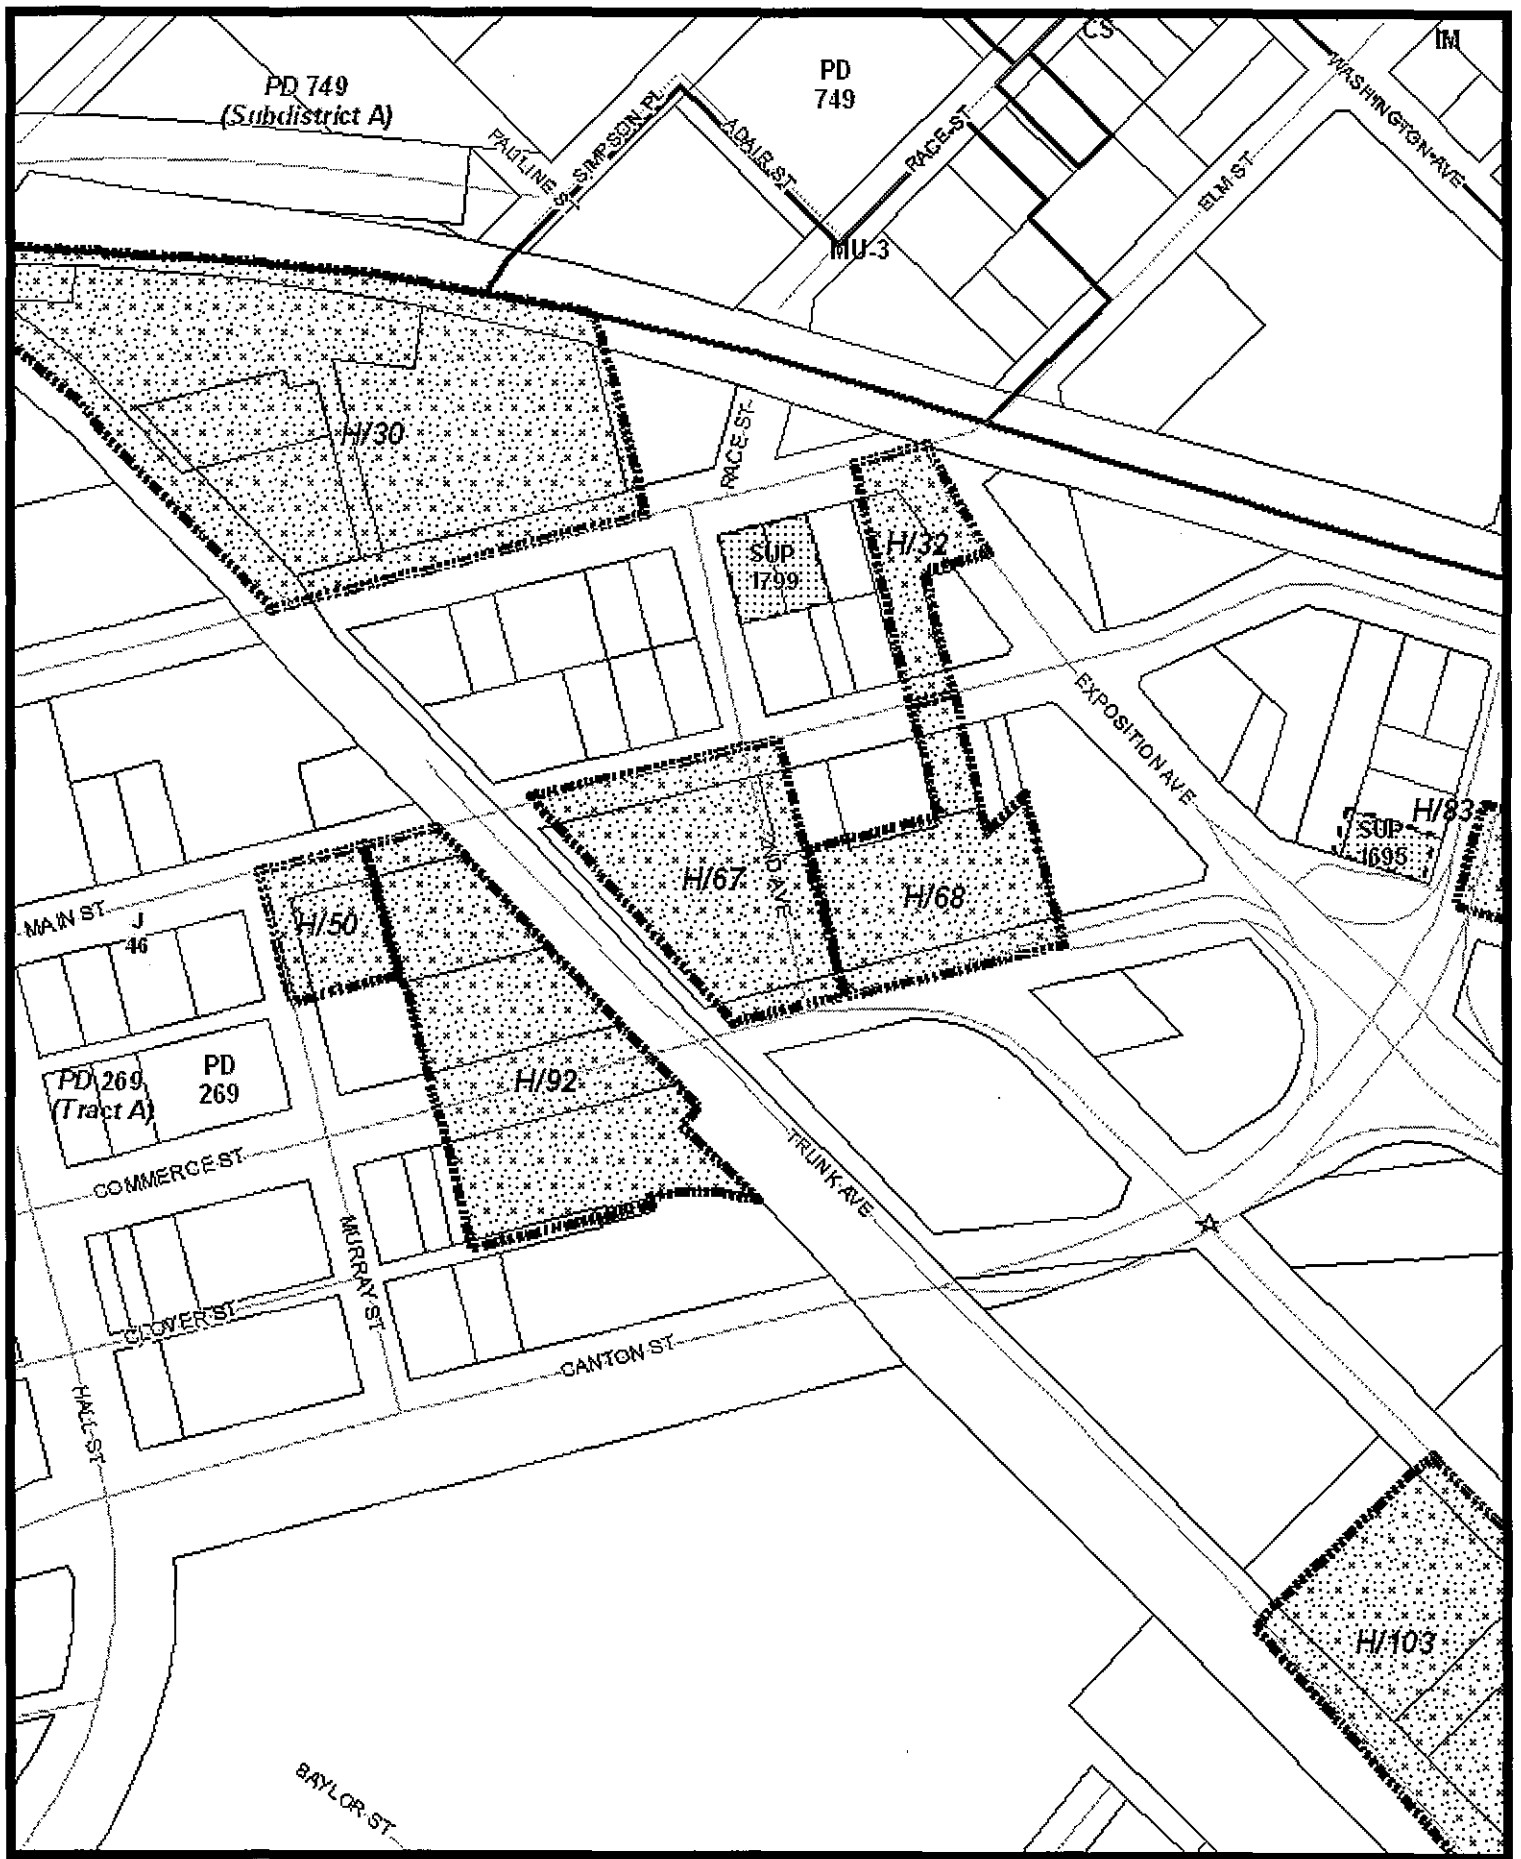 CS
IM
PD
749
PD 749
(Subdistrict A)
WASHINGTON AVE
SIMPSON PL
ADAIR ST
RACE ST
PAULINE ST
ELM ST
MU-3
H/30
RACE ST
SUP
1799
H/32
EXPOSITION AVE
H/83
SUP
1695
2ND AVE
H/67
H/68
MAIN ST
J
46
H/50
PD
269
PD 269
(Tract A)
H/92
COMMERCE ST
TRUNK AVE
MURRAY ST
CLOVER ST
CANTON ST
HALL ST
H/103
BAYLOR ST